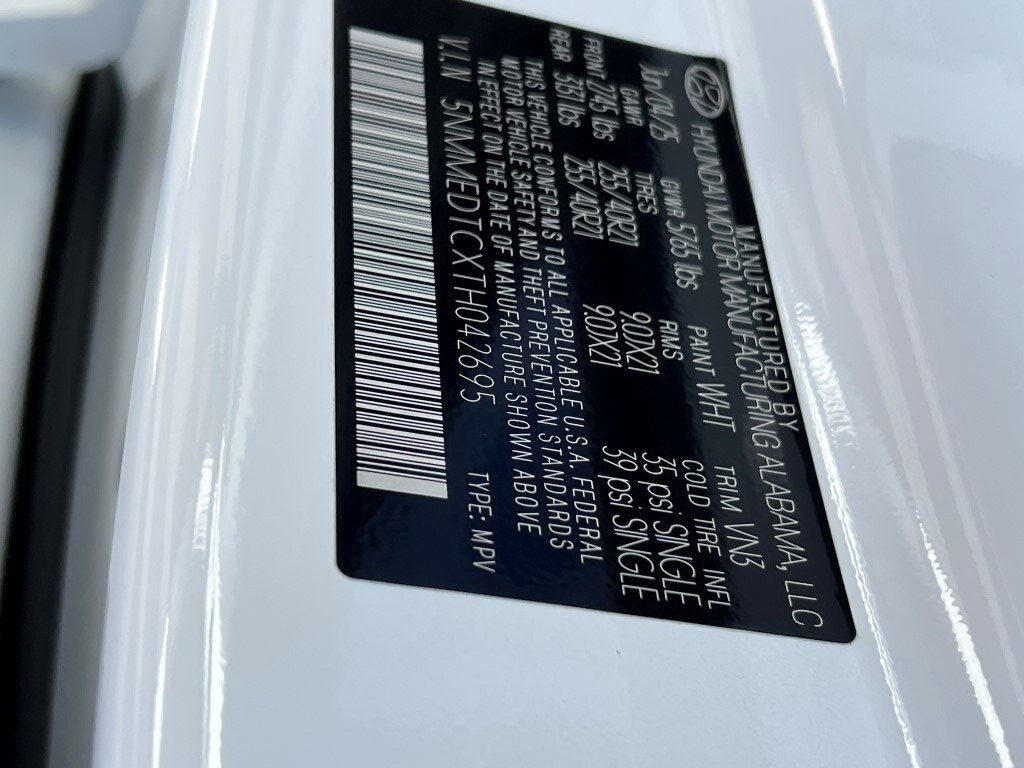 MANUFACTURED BY
HYUNDAI MOTOR MANUFACTURING ALABAMA, LLC
GVWR 5765 lbs PAINT WHT TRIM VN3
GAWR TIRES RIMS COLD TIRE INFL
FRONT 2745 lbs 255/40R21 9.0JX21 35 psi SINGLE
REAR 3351 lbs 255/40R21 9.0JX21 39 psi SINGLE
THIS VEHICLE CONFORMS TO ALL APPLICABLE U.S.A. FEDERAL
MOTOR VEHICLE SAFETY AND THEFT PREVENTION STANDARDS
IN EFFECT ON THE DATE OF MANUFACTURE SHOWN ABOVE
V.I.N 5NMMEDTCXTH042695 TYPE: MPV